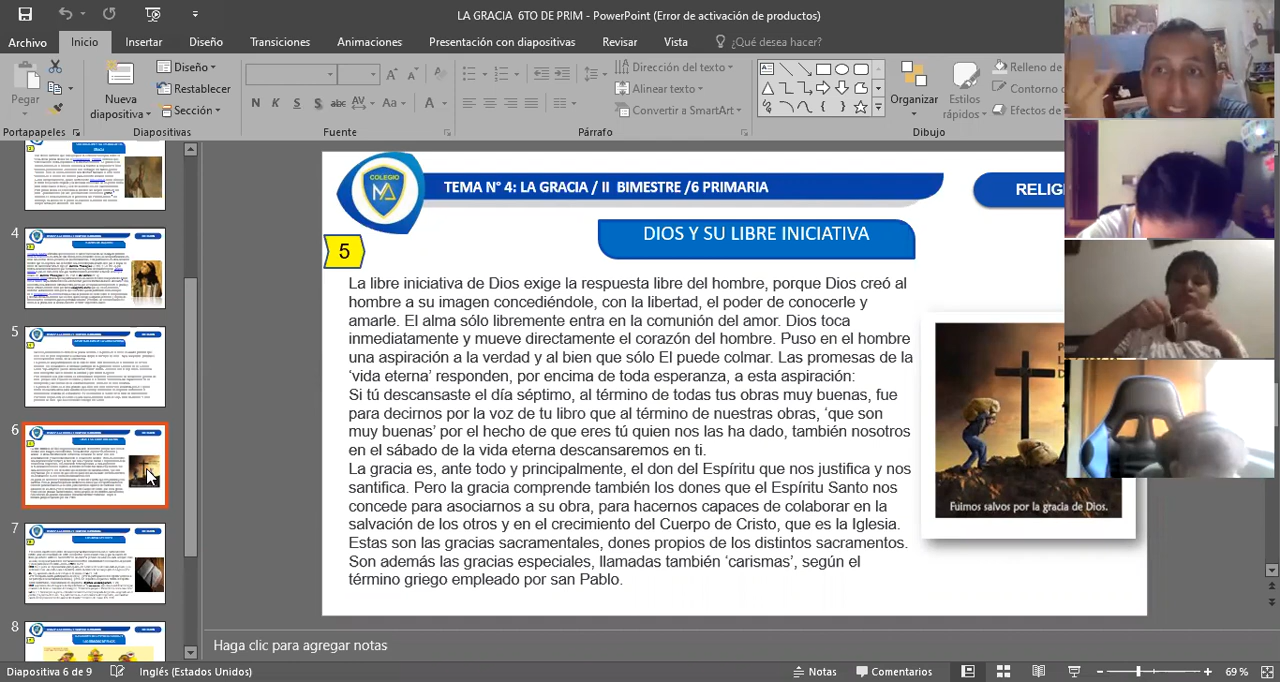 LA GRACIA 6TO DE PRIM - PowerPoint (Error de activación de productos)
Archivo Inicio Insertar Diseño Transiciones Animaciones Presentación con diapositivas Revisar Vista ¿Qué desea hacer?
Pegar
Nueva
diapositiva
Diseño
Restablecer
Sección
N K S S abc AV Aa A
Dirección del texto
Alinear texto
Convertir a SmartArt
Organizar
Estilos
rápidos
Relleno de
Contorno
Efectos de
Portapapeles Diapositivas Fuente Párrafo Dibujo
4
5
6
7
8
COLEGIO
MA
TEMA N° 4: LA GRACIA / II BIMESTRE /6 PRIMARIA
RELIG
5
DIOS Y SU LIBRE INICIATIVA
La libre iniciativa de Dios exige la respuesta libre del hombre, porque Dios creó al
hombre a su imagen concediéndole, con la libertad, el poder de conocerle y
amarle. El alma sólo libremente entra en la comunión del amor. Dios toca
inmediatamente y mueve directamente el corazón del hombre. Puso en el hombre
una aspiración a la verdad y al bien que sólo El puede colmar. Las promesas de la
‘vida eterna’ responden, por encima de toda esperanza, a esta aspiración:
Si tú descansaste el día séptimo, al término de todas tus obras muy buenas, fue
para decirnos por la voz de tu libro que al término de nuestras obras, ‘que son
muy buenas’ por el hecho de que eres tú quien nos las ha dado, también nosotros
en el sábado de la vida eterna descansaremos en ti.
La gracia es, ante todo y principalmente, el don del Espíritu que nos justifica y nos
santifica. Pero la gracia comprende también los dones que el Espíritu Santo nos
concede para asociarnos a su obra, para hacernos capaces de colaborar en la
salvación de los otros y en el crecimiento del Cuerpo de Cristo, que es la Iglesia.
Estas son las gracias sacramentales, dones propios de los distintos sacramentos.
Son además las gracias especiales, llamadas también ‘carismas’, según el
término griego empleado por san Pablo.
Fuimos salvos por la gracia de Dios.
Haga clic para agregar notas
Diapositiva 6 de 9 Inglés (Estados Unidos) Notas Comentarios 69 %